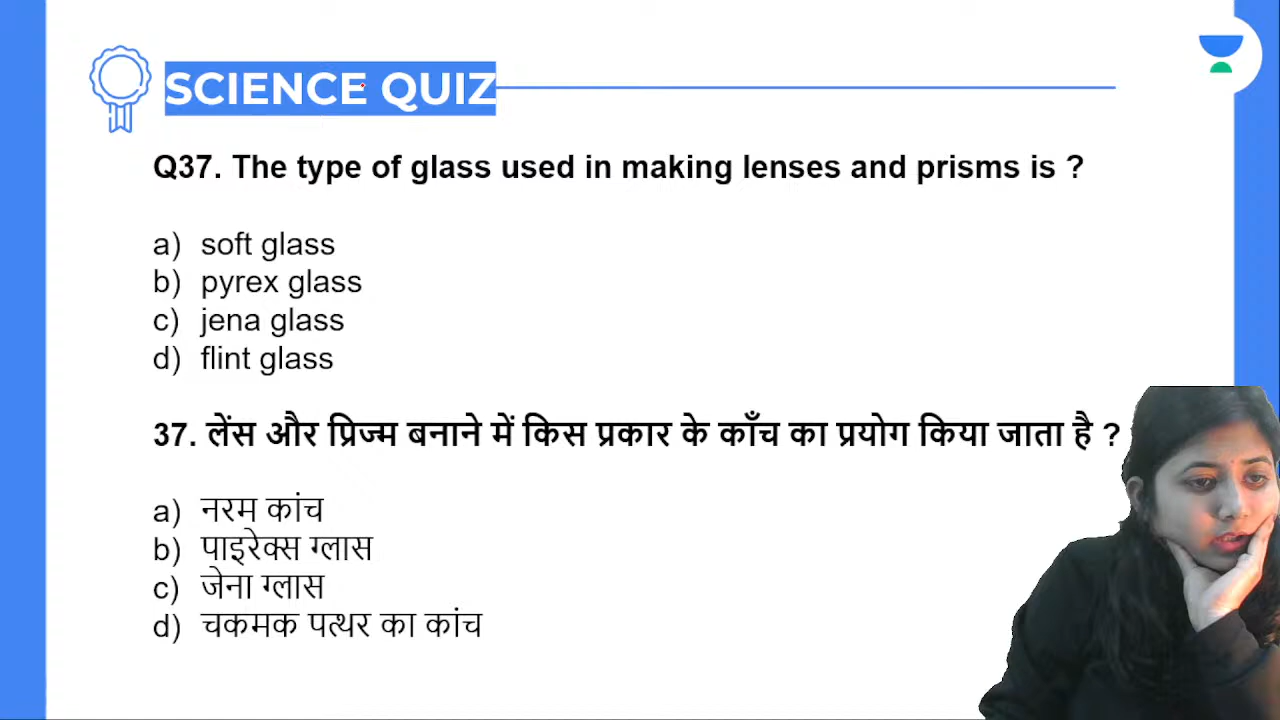 SCIENCE QUIZ
Q37. The type of glass used in making lenses and prisms is ?
a) soft glass
b) pyrex glass
c) jena glass
d) flint glass
37. लेंस और प्रिज्म बनाने में किस प्रकार के काँच का प्रयोग किया जाता है ?
a) नरम कांच
b) पाइरेक्स ग्लास
c) जेना ग्लास
d) चकमक पत्थर का कांच